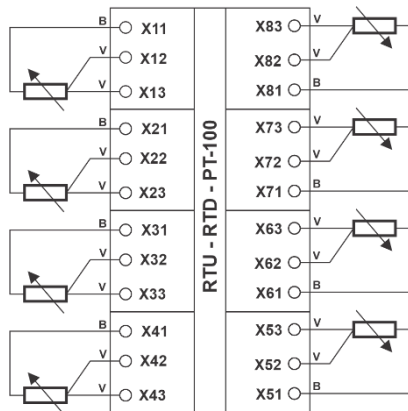 B X11
V X12
V X13
B X21
V X22
V X23
B X31
V X32
V X33
B X41
V X42
V X43
RTU - RTD - PT-100
X83 V
X82 V
X81 B
X73 V
X72 V
X71 B
X63 V
X62 V
X61 B
X53 V
X52 V
X51 B